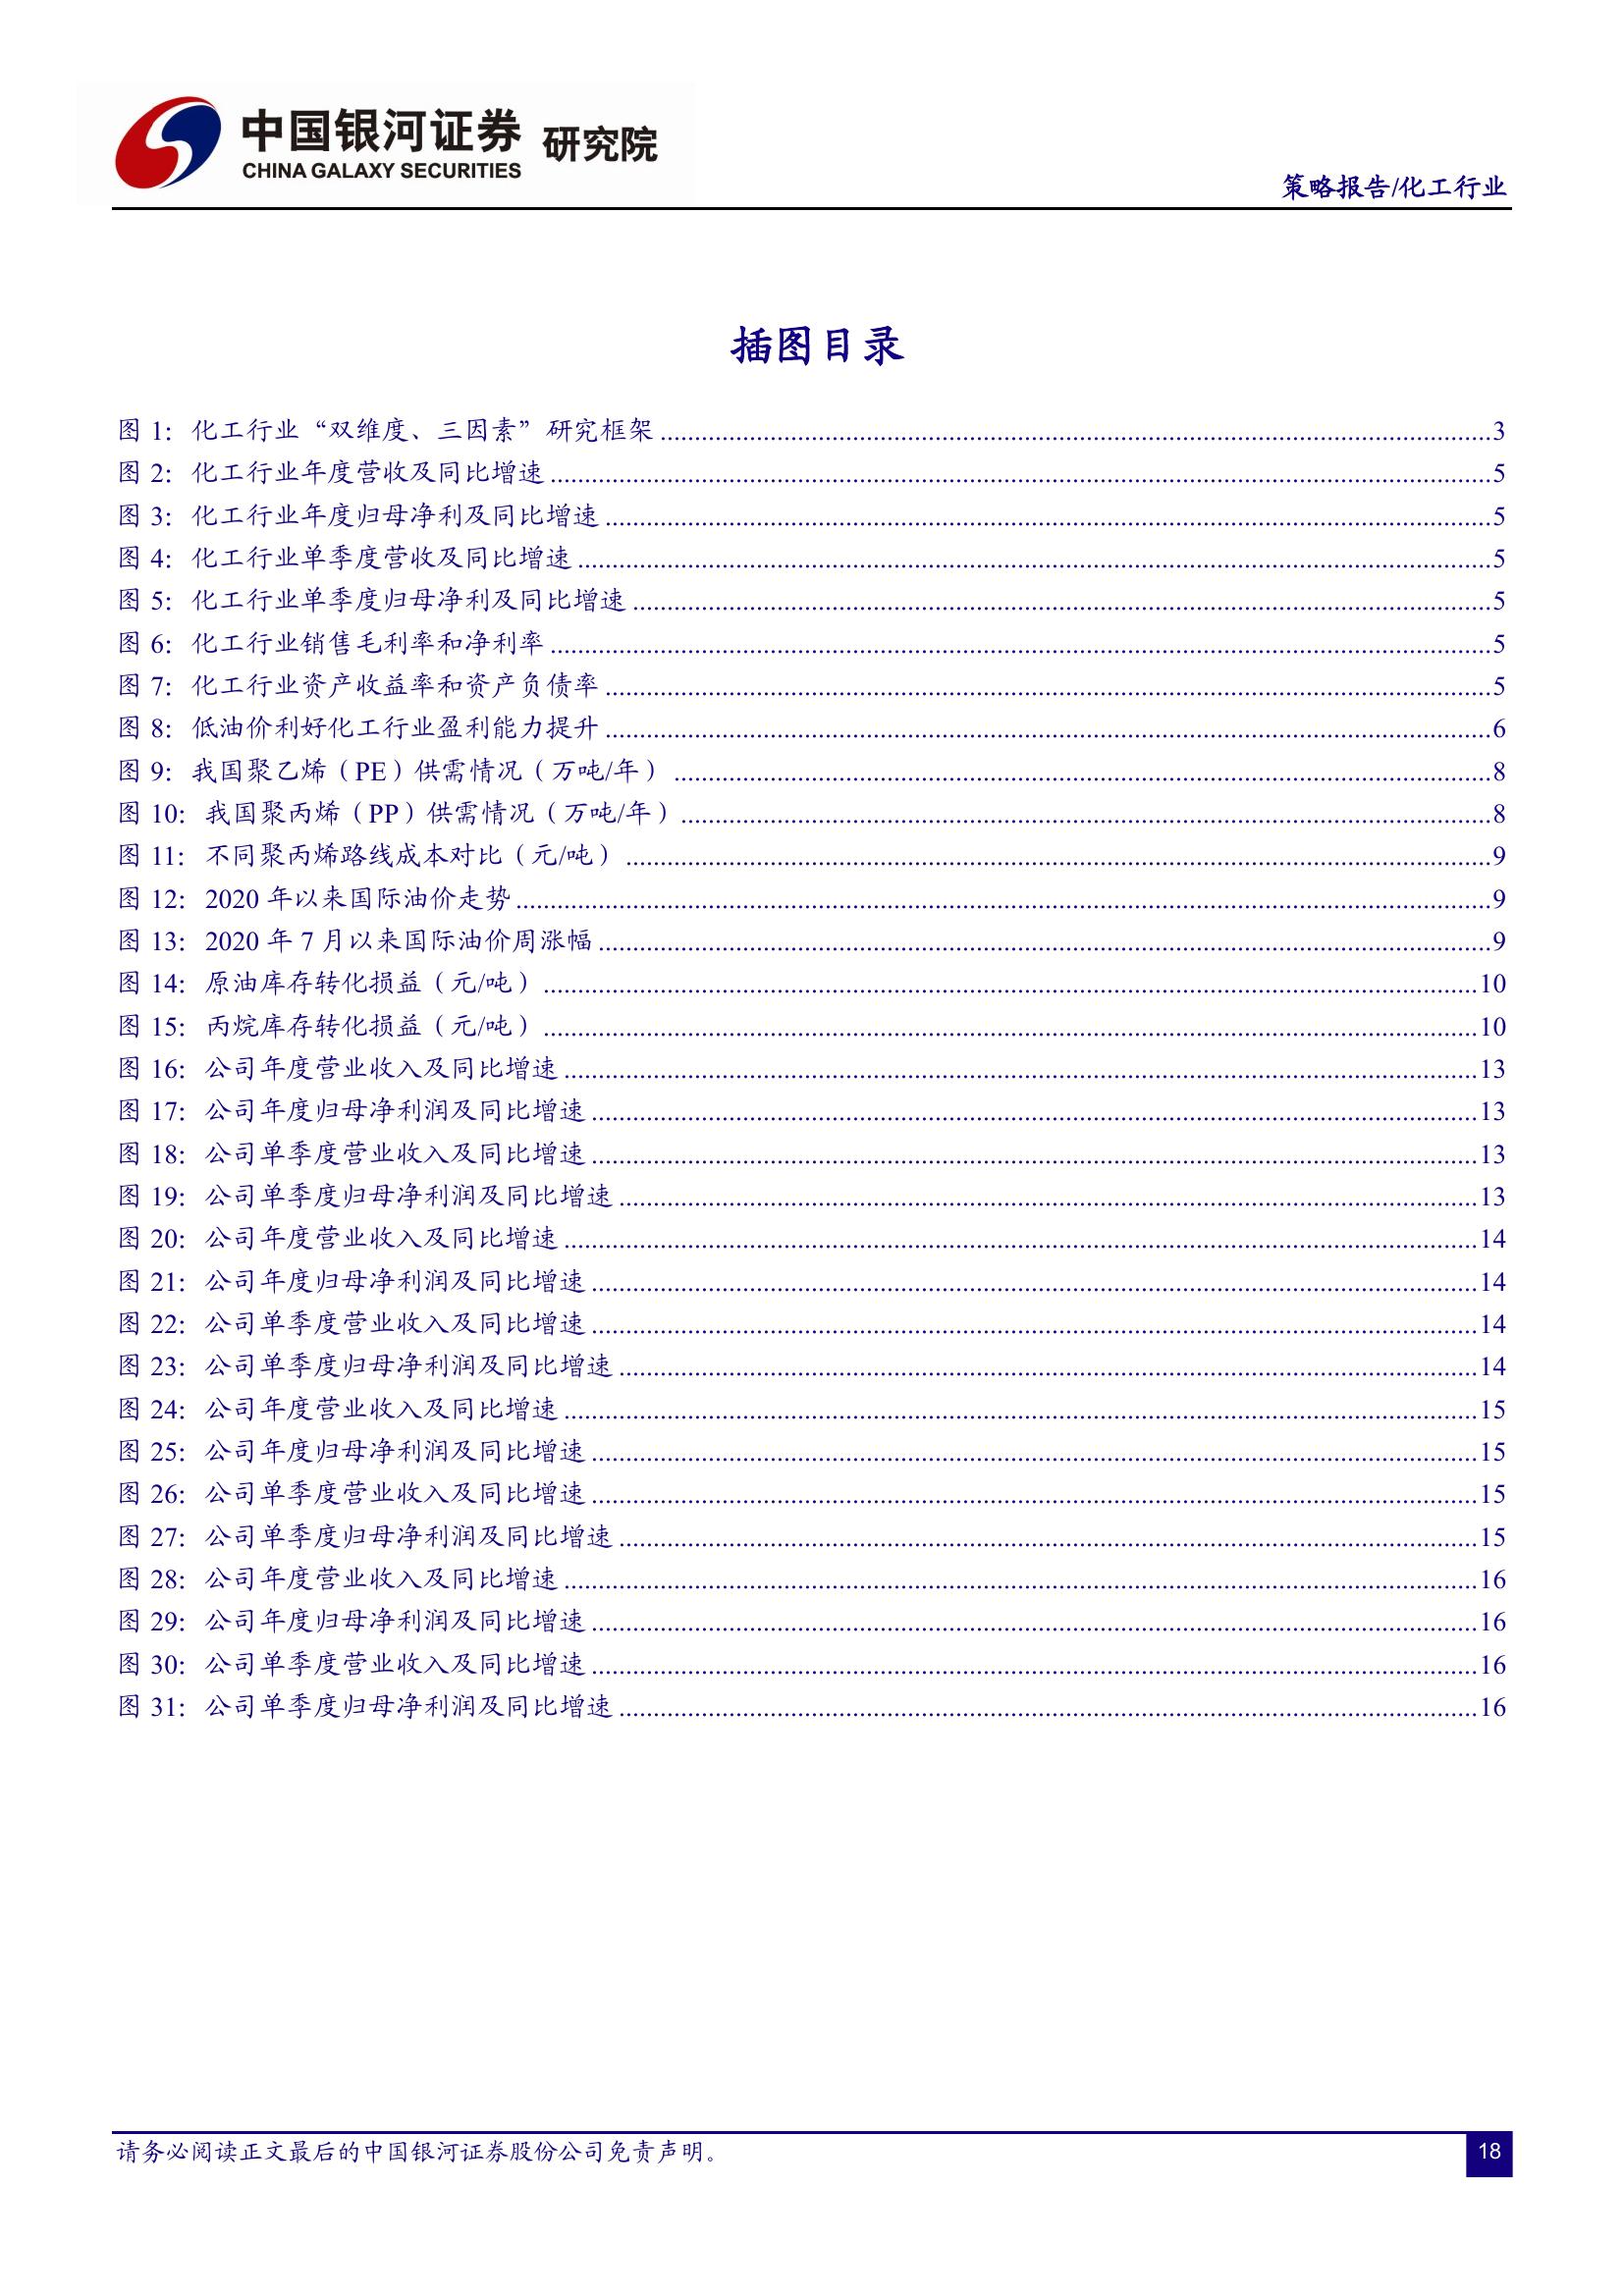 中国银河证券 研究院
CHINA GALAXY SECURITIES
策略报告/化工行业
插图目录
图 1：化工行业“双维度、三因素”研究框架 3
图 2：化工行业年度营收及同比增速 5
图 3：化工行业年度归母净利及同比增速 5
图 4：化工行业单季度营收及同比增速 5
图 5：化工行业单季度归母净利及同比增速 5
图 6：化工行业销售毛利率和净利率 5
图 7：化工行业资产收益率和资产负债率 5
图 8：低油价利好化工行业盈利能力提升 6
图 9：我国聚乙烯（PE）供需情况（万吨/年） 8
图 10：我国聚丙烯（PP）供需情况（万吨/年） 8
图 11：不同聚丙烯路线成本对比（元/吨） 9
图 12：2020 年以来国际油价走势 9
图 13：2020 年 7 月以来国际油价周涨幅 9
图 14：原油库存转化损益（元/吨） 10
图 15：丙烷库存转化损益（元/吨） 10
图 16：公司年度营业收入及同比增速 13
图 17：公司年度归母净利润及同比增速 13
图 18：公司单季度营业收入及同比增速 13
图 19：公司单季度归母净利润及同比增速 13
图 20：公司年度营业收入及同比增速 14
图 21：公司年度归母净利润及同比增速 14
图 22：公司单季度营业收入及同比增速 14
图 23：公司单季度归母净利润及同比增速 14
图 24：公司年度营业收入及同比增速 15
图 25：公司年度归母净利润及同比增速 15
图 26：公司单季度营业收入及同比增速 15
图 27：公司单季度归母净利润及同比增速 15
图 28：公司年度营业收入及同比增速 16
图 29：公司年度归母净利润及同比增速 16
图 30：公司单季度营业收入及同比增速 16
图 31：公司单季度归母净利润及同比增速 16
请务必阅读正文最后的中国银河证券股份公司免责声明。
18